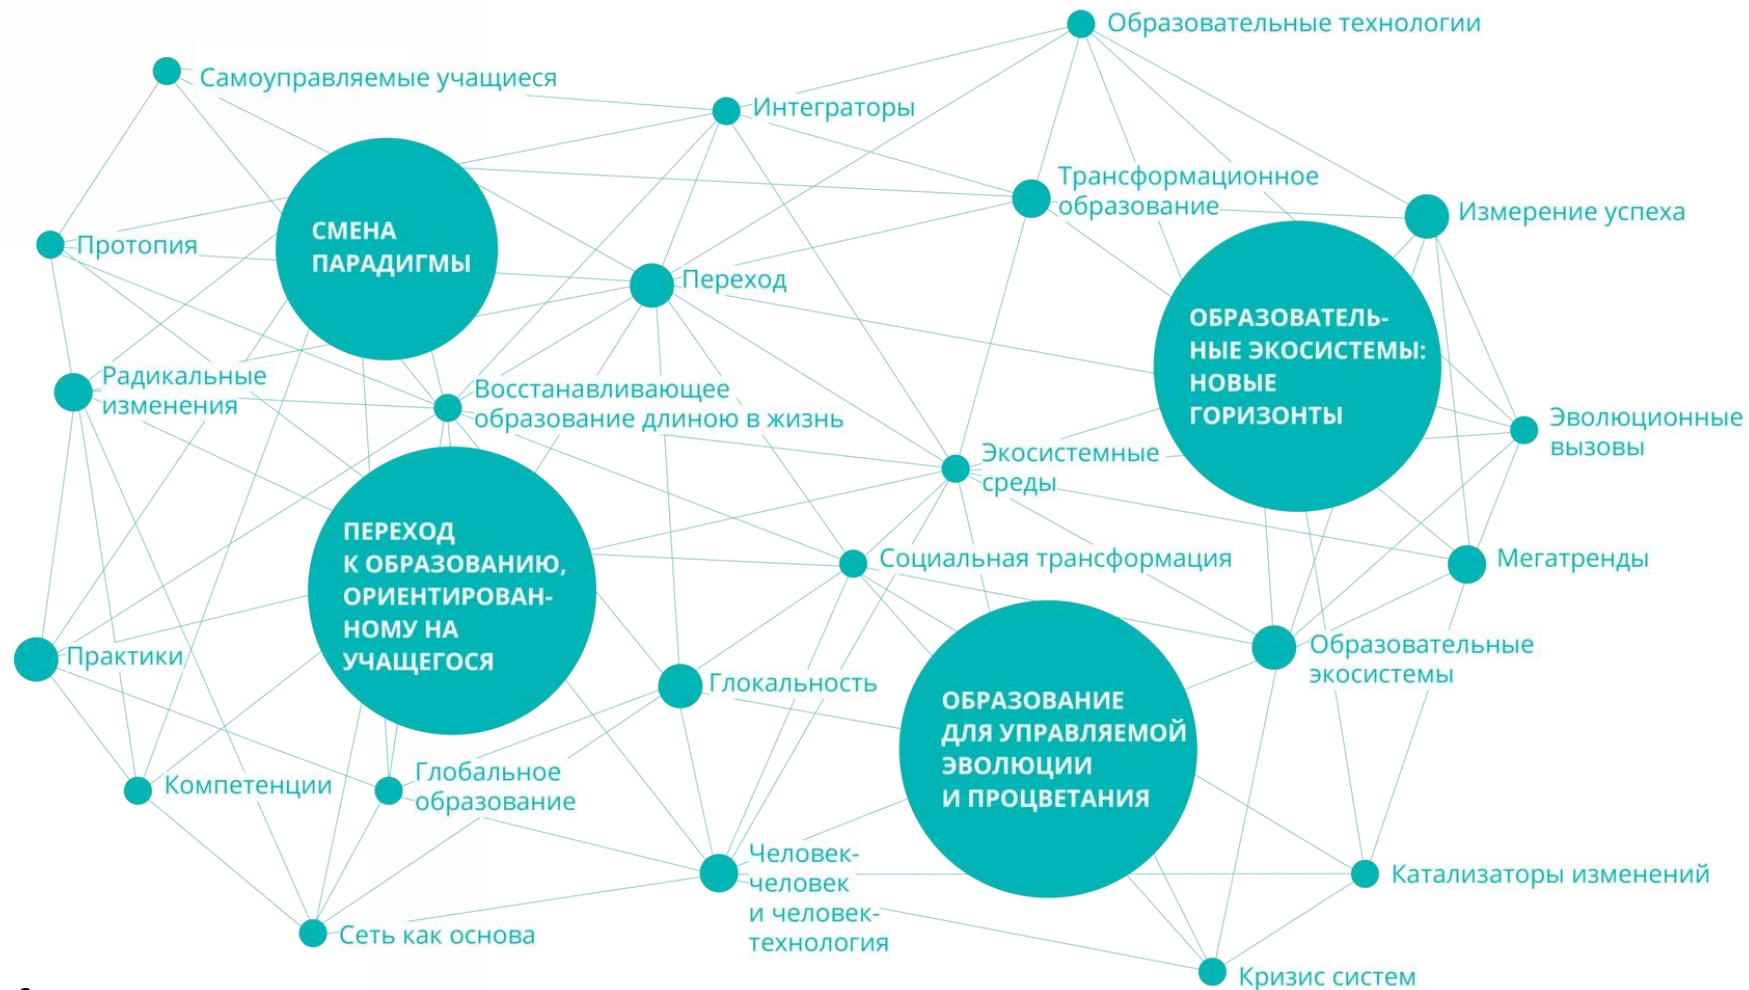 Образовательные технологии
Самоуправляемые учащиеся
Интеграторы
Трансформационное
образование
Измерение успеха
СМЕНА
ПАРАДИГМЫ
Протопия
Переход
ОБРАЗОВАТЕЛЬ-
НЫЕ ЭКОСИСТЕМЫ:
НОВЫЕ
ГОРИЗОНТЫ
Радикальные
изменения
Восстанавливающее
образование длиною в жизнь
Эволюционные
вызовы
Экосистемные
среды
ПЕРЕХОД
К ОБРАЗОВАНИЮ,
ОРИЕНТИРОВАН-
НОМУ НА
УЧАЩЕГОСЯ
Социальная трансформация
Мегатренды
Практики
Глокальность
Образовательные
экосистемы
ОБРАЗОВАНИЕ
ДЛЯ УПРАВЛЯЕМОЙ
ЭВОЛЮЦИИ
И ПРОЦВЕТАНИЯ
Компетенции
Глобальное
образование
Человек-
человек
и человек-
технология
Катализаторы изменений
Сеть как основа
Кризис систем